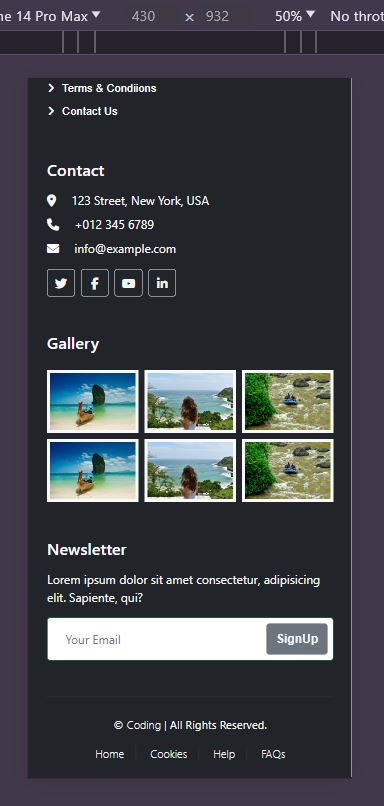 ne 14 Pro Max ▼ 430 × 932 50% ▼ No thrott
Terms & Condiions
Contact Us
Contact
123 Street, New York, USA
+012 345 6789
info@example.com
Gallery
Newsletter
Lorem ipsum dolor sit amet consectetur, adipisicing
elit. Sapiente, qui?
Your Email SignUp
© Coding | All Rights Reserved.
Home Cookies Help FAQs